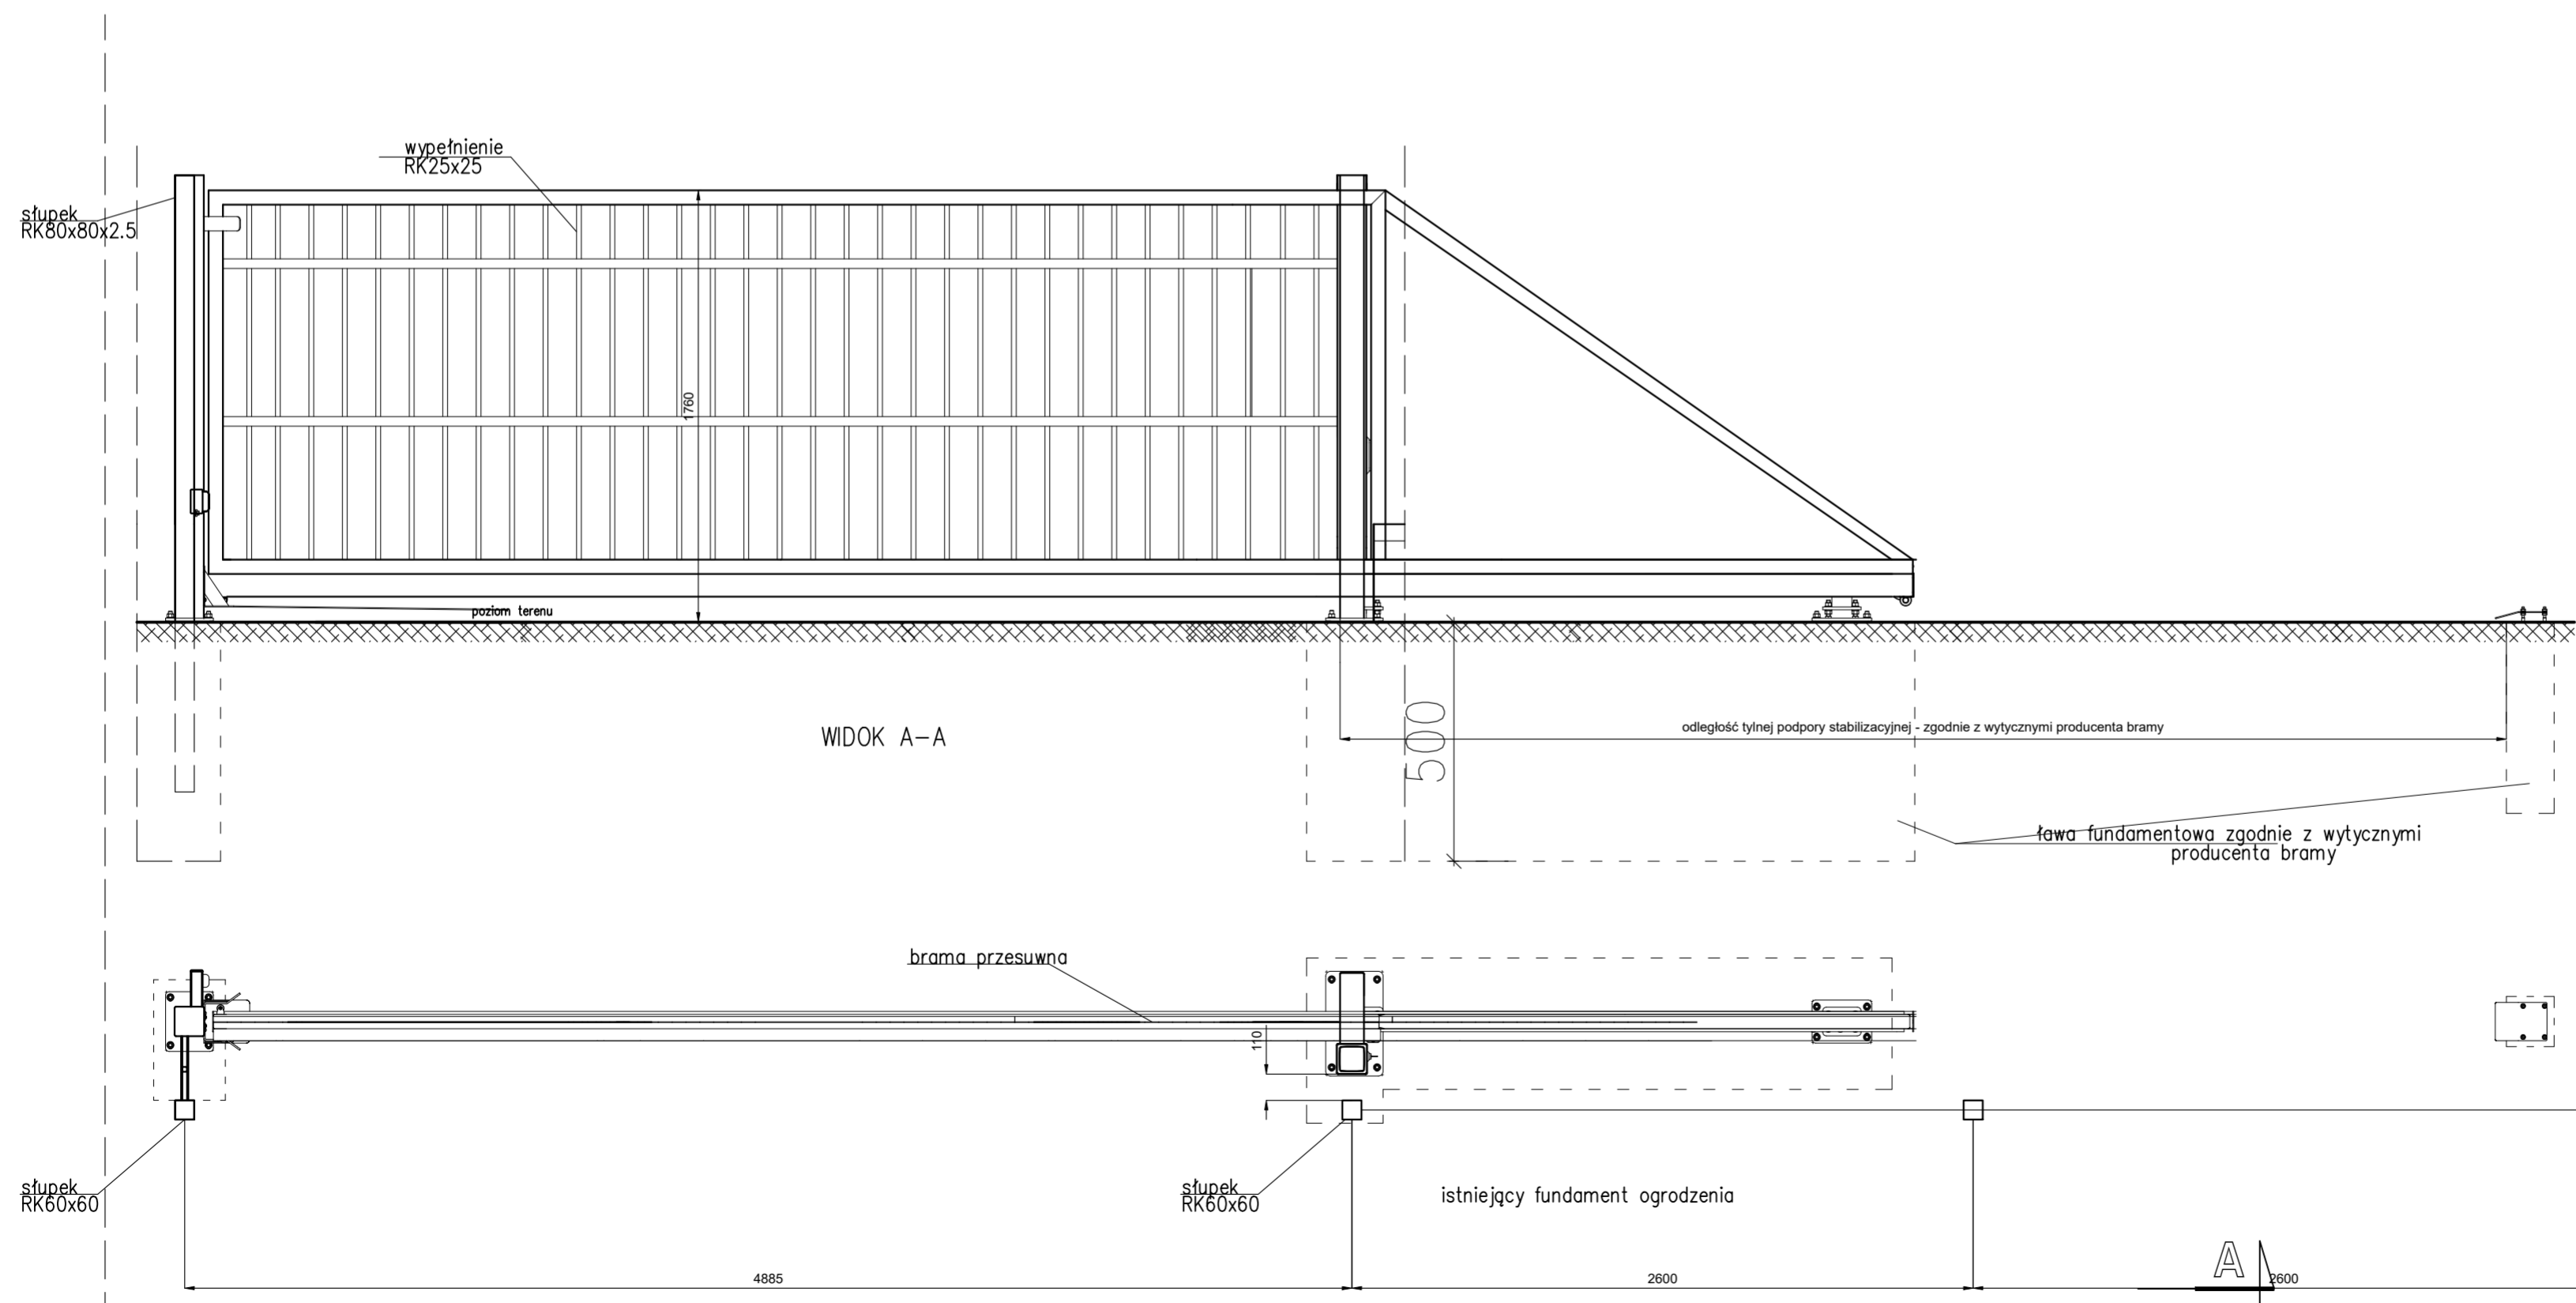 wypełnienie
RK25x25
słupek
RK80x80x2.5
1760
poziom terenu
WIDOK A-A
500
odległość tylnej podpory stabilizacyjnej - zgodnie z wytycznymi producenta bramy
ława fundamentowa zgodnie z wytycznymi
producenta bramy
brama przesuwna
110
słupek
RK60x60
słupek
RK60x60
istniejący fundament ogrodzenia
4885
2600
A
2600